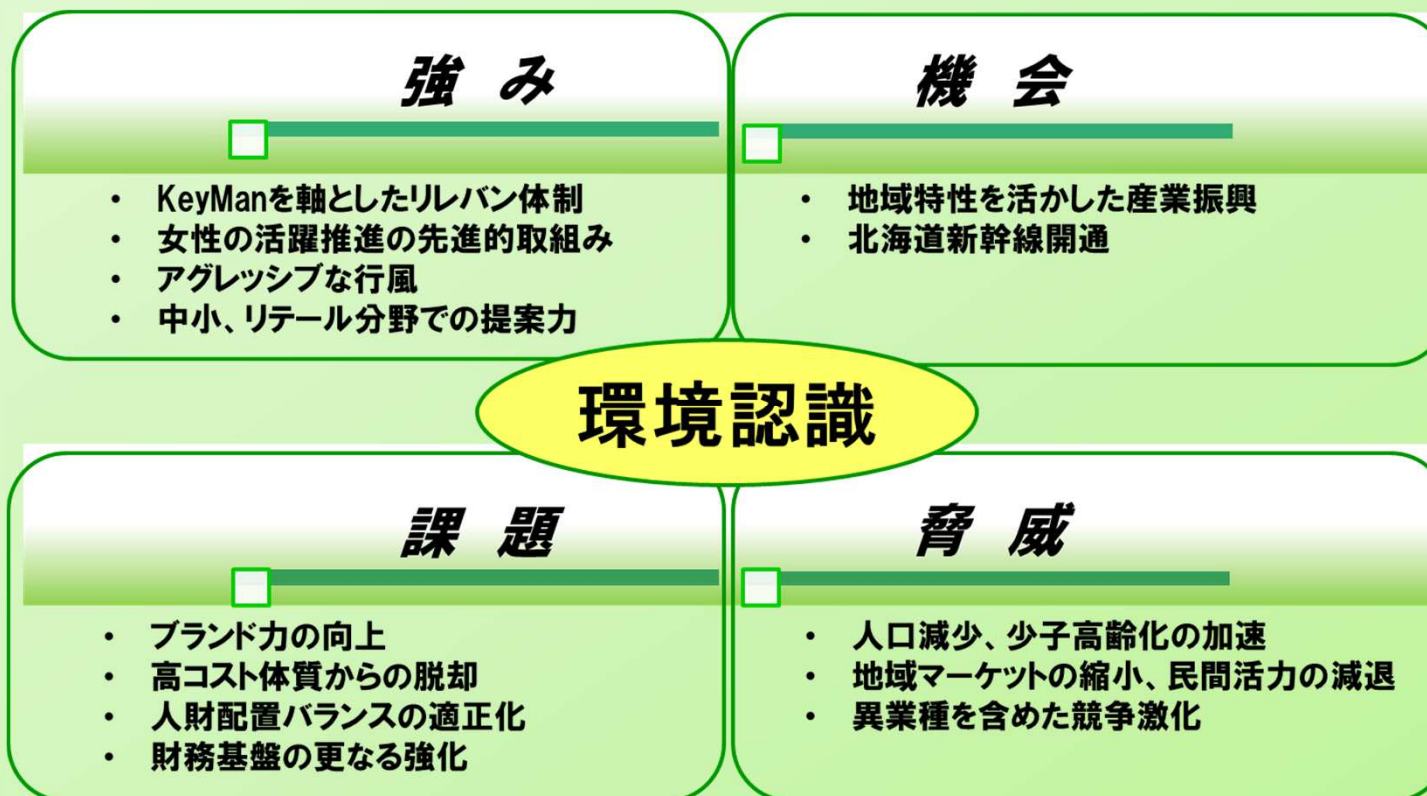 強 み
・ KeyManを軸としたリレバン体制
・ 女性の活躍推進の先進的取組み
・ アグレッシブな行風
・ 中小、リテール分野での提案力
機 会
・ 地域特性を活かした産業振興
・ 北海道新幹線開通
環境認識
課 題
・ ブランド力の向上
・ 高コスト体質からの脱却
・ 人財配置バランスの適正化
・ 財務基盤の更なる強化
脅 威
・ 人口減少、少子高齢化の加速
・ 地域マーケットの縮小、民間活力の減退
・ 異業種を含めた競争激化